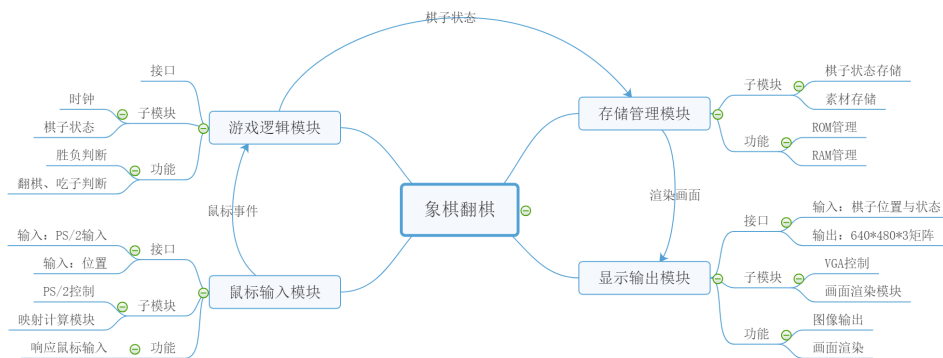 象棋翻棋
游戏逻辑模块
接口
子模块
时钟
棋子状态
功能
胜负判断
翻棋、吃子判断
鼠标输入模块
接口
输入：PS/2输入
输入：位置
子模块
PS/2控制
映射计算模块
功能
响应鼠标输入
存储管理模块
子模块
棋子状态存储
素材存储
功能
ROM管理
RAM管理
显示输出模块
接口
输入：棋子位置与状态
输出：640*480*3矩阵
子模块
VGA控制
画面渲染模块
功能
图像输出
画面渲染
棋子状态
鼠标事件
渲染画面